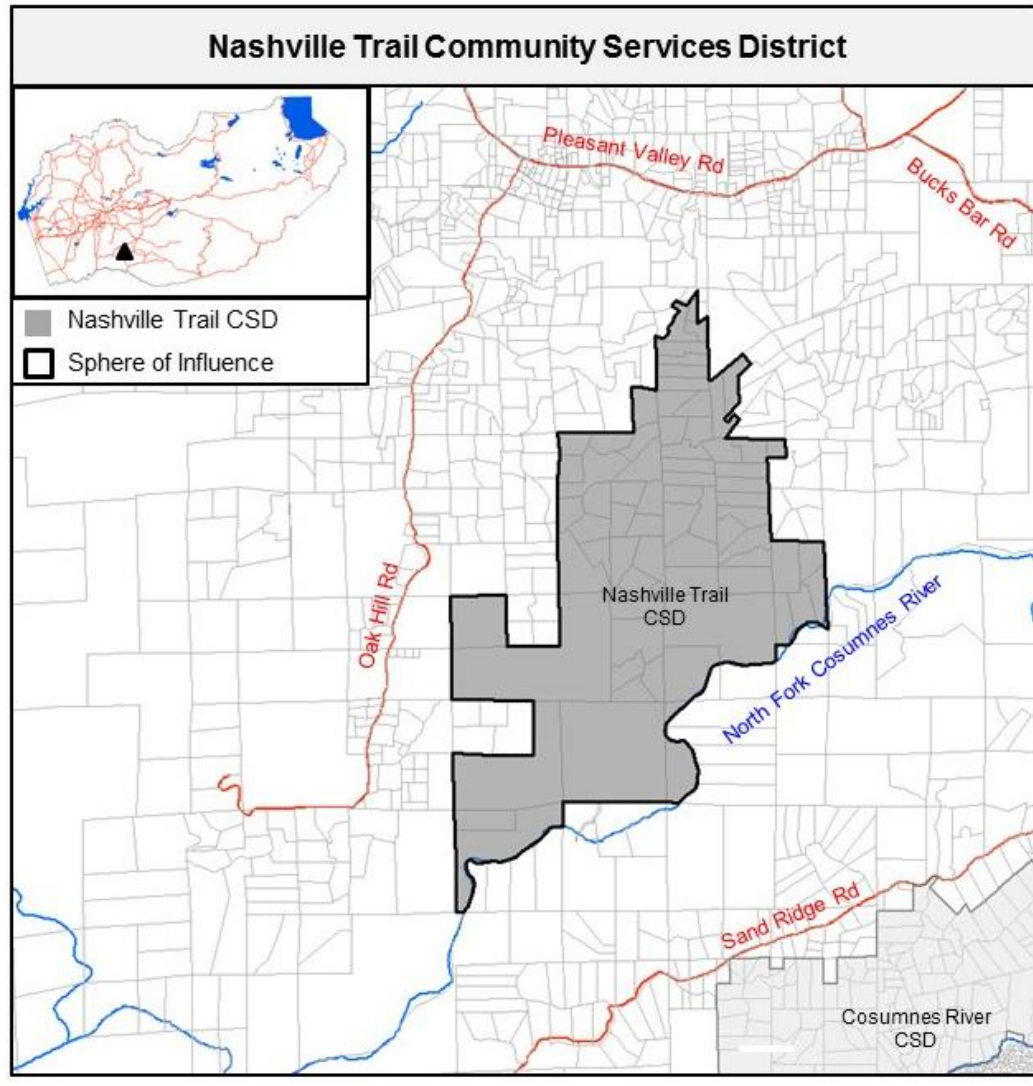 Nashville Trail Community Services District
Nashville Trail CSD
Sphere of Influence
Pleasant Valley Rd
Bucks Bar Rd
Oak Hill Rd
Nashville Trail
CSD
North Fork Cosumnes River
Sand Ridge Rd
Cosumnes River
CSD